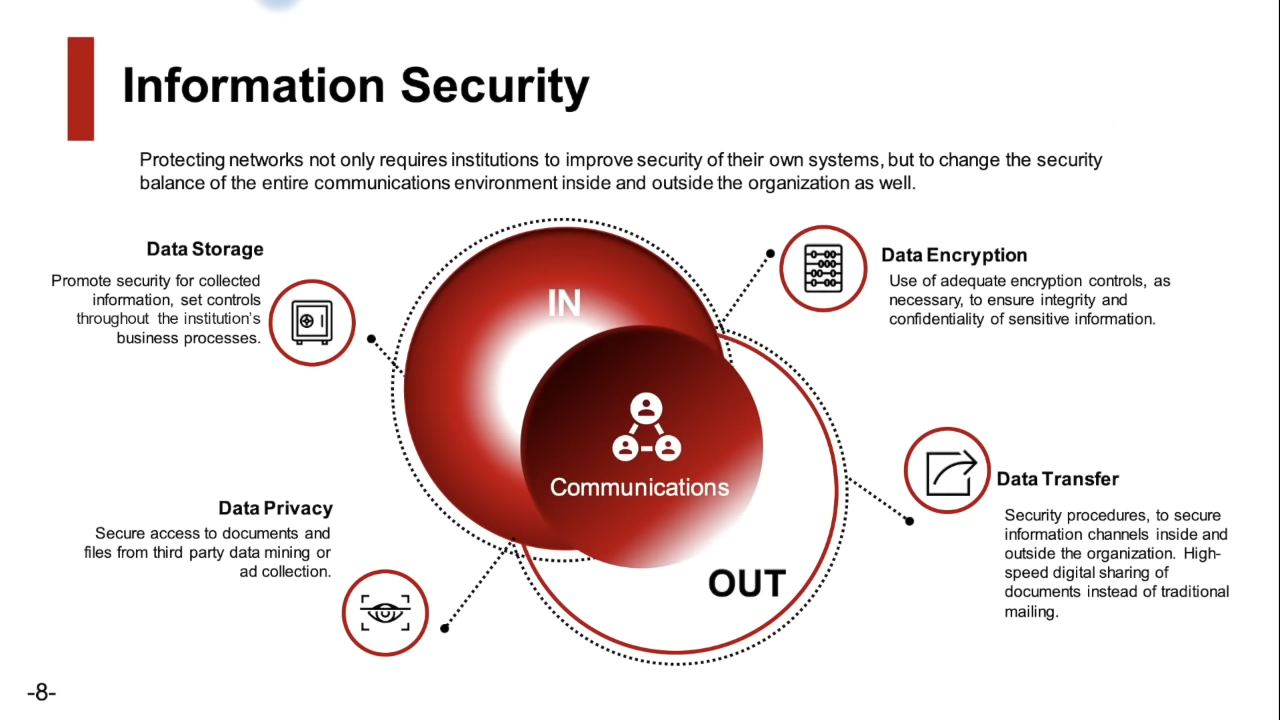 Information Security
Protecting networks not only requires institutions to improve security of their own systems, but to change the security
balance of the entire communications environment inside and outside the organization as well.
Data Storage
Promote security for collected
information, set controls
throughout the institution's
business processes.
IN
Data Encryption
Use of adequate encryption controls, as
necessary, to ensure integrity and
confidentiality of sensitive information.
Communications
Data Privacy
Secure access to documents and
files from third party data mining or
ad collection.
OUT
Data Transfer
Security procedures, to secure
information channels inside and
outside the organization. High-
speed digital sharing of
documents instead of traditional
mailing.
-8-